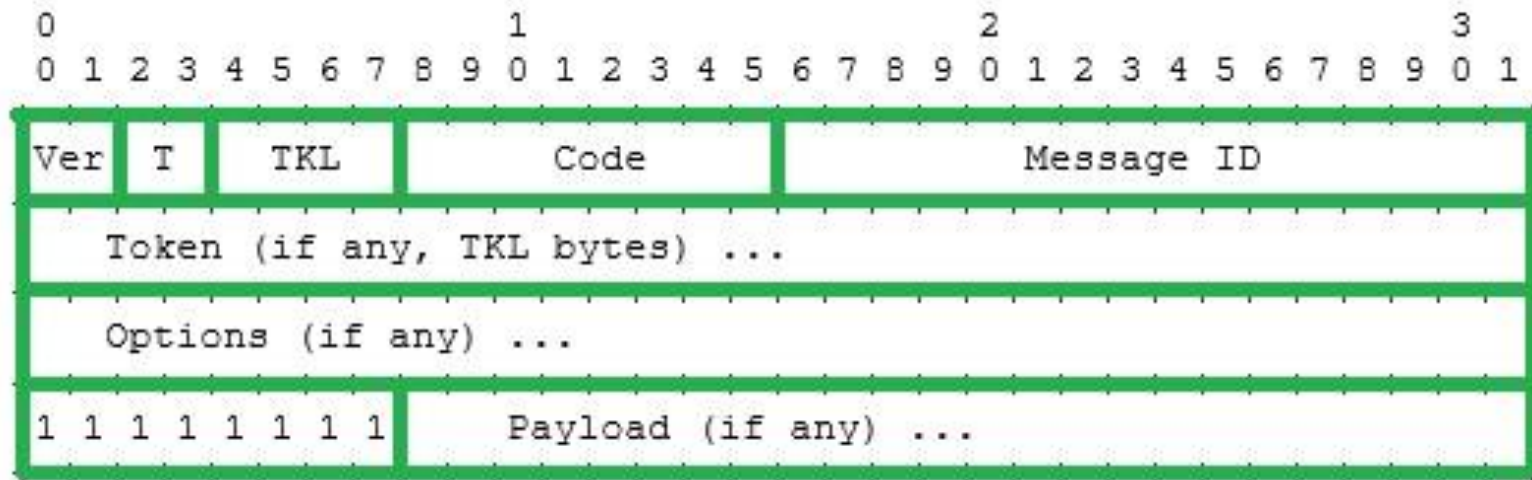 0 1 2 3
0 1 2 3 4 5 6 7 8 9 0 1 2 3 4 5 6 7 8 9 0 1 2 3 4 5 6 7 8 9 0 1
Ver T TKL Code Message ID
Token (if any, TKL bytes) ...
Options (if any) ...
1 1 1 1 1 1 1 1 Payload (if any) ...